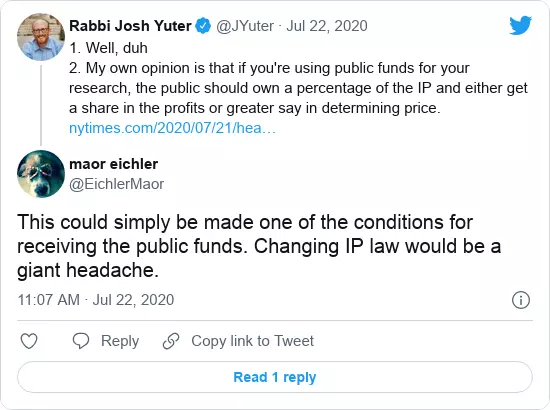 Rabbi Josh Yuter @JYuter · Jul 22, 2020
1. Well, duh
2. My own opinion is that if you're using public funds for your
research, the public should own a percentage of the IP and either get
a share in the profits or greater say in determining price.
nytimes.com/2020/07/21/hea…
maor eichler
@EichlerMaor
This could simply be made one of the conditions for
receiving the public funds. Changing IP law would be a
giant headache.
11:07 AM · Jul 22, 2020
Reply Copy link to Tweet
Read 1 reply